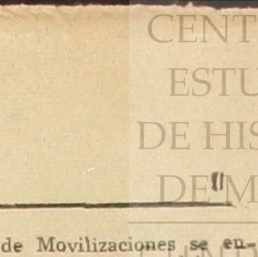 CENT
ESTU
DE HIS
DE M
de Movilizaciones se en-